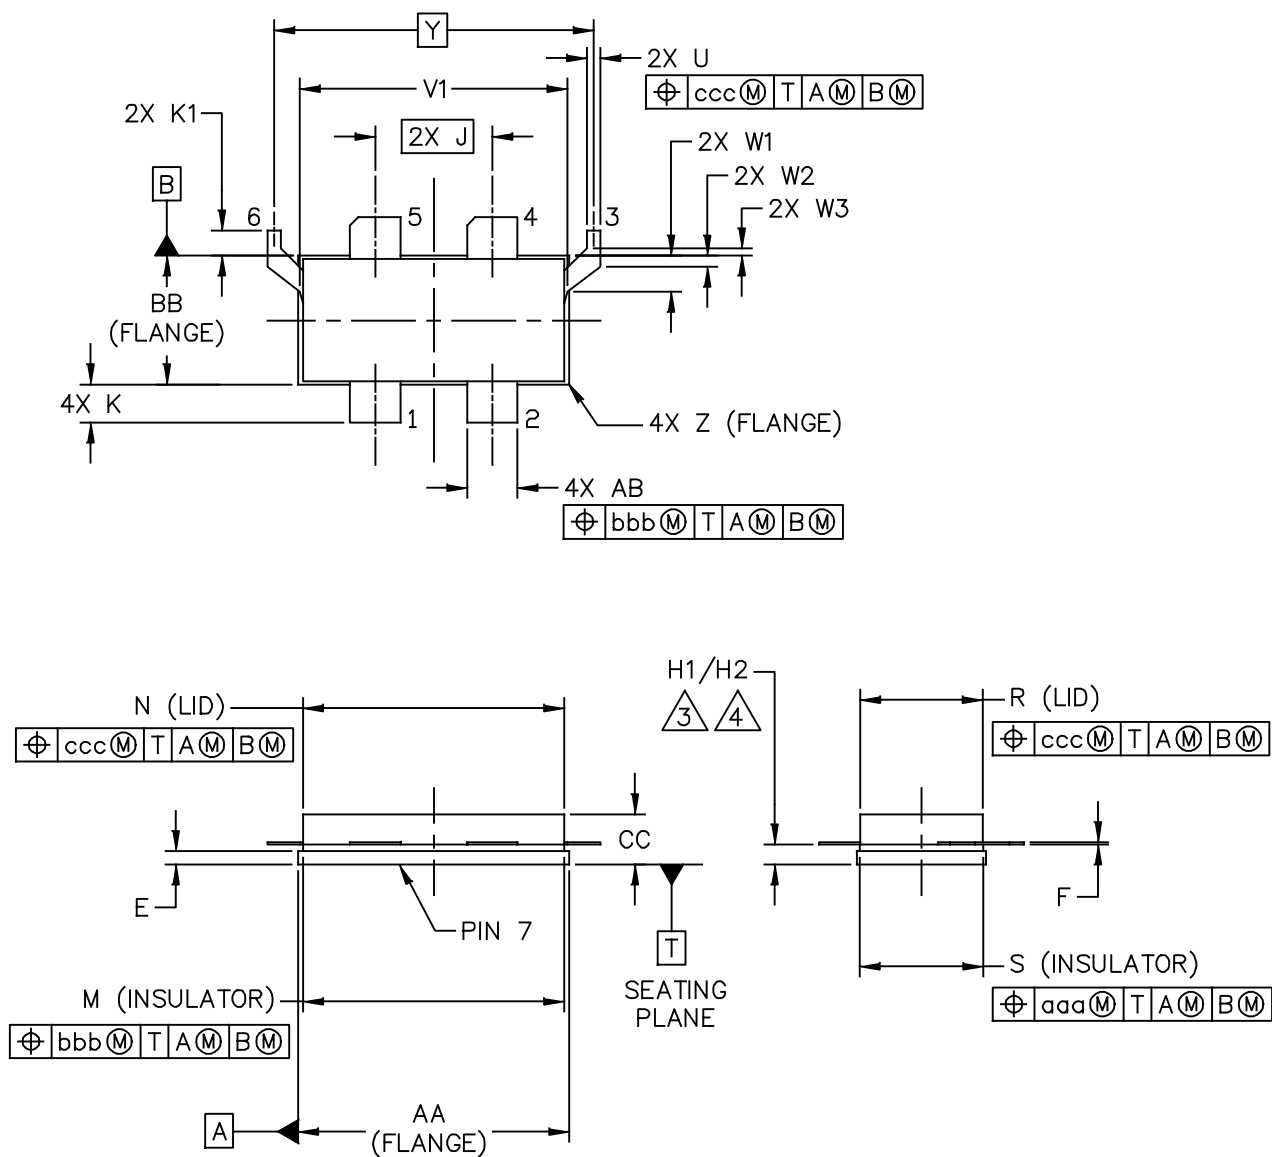 Y
2X U
⌖ ccc Ⓜ T A Ⓜ B Ⓜ
V1
2X K1
2X J
2X W1
2X W2
2X W3
B
6
5
4
3
BB
(FLANGE)
4X K
1
2
4X Z (FLANGE)
4X AB
⌖ bbb Ⓜ T A Ⓜ B Ⓜ
N (LID)
⌖ ccc Ⓜ T A Ⓜ B Ⓜ
H1/H2
3
4
R (LID)
⌖ ccc Ⓜ T A Ⓜ B Ⓜ
CC
E
F
PIN 7
T
SEATING
PLANE
M (INSULATOR)
⌖ bbb Ⓜ T A Ⓜ B Ⓜ
S (INSULATOR)
⌖ aaa Ⓜ T A Ⓜ B Ⓜ
A
AA
(FLANGE)